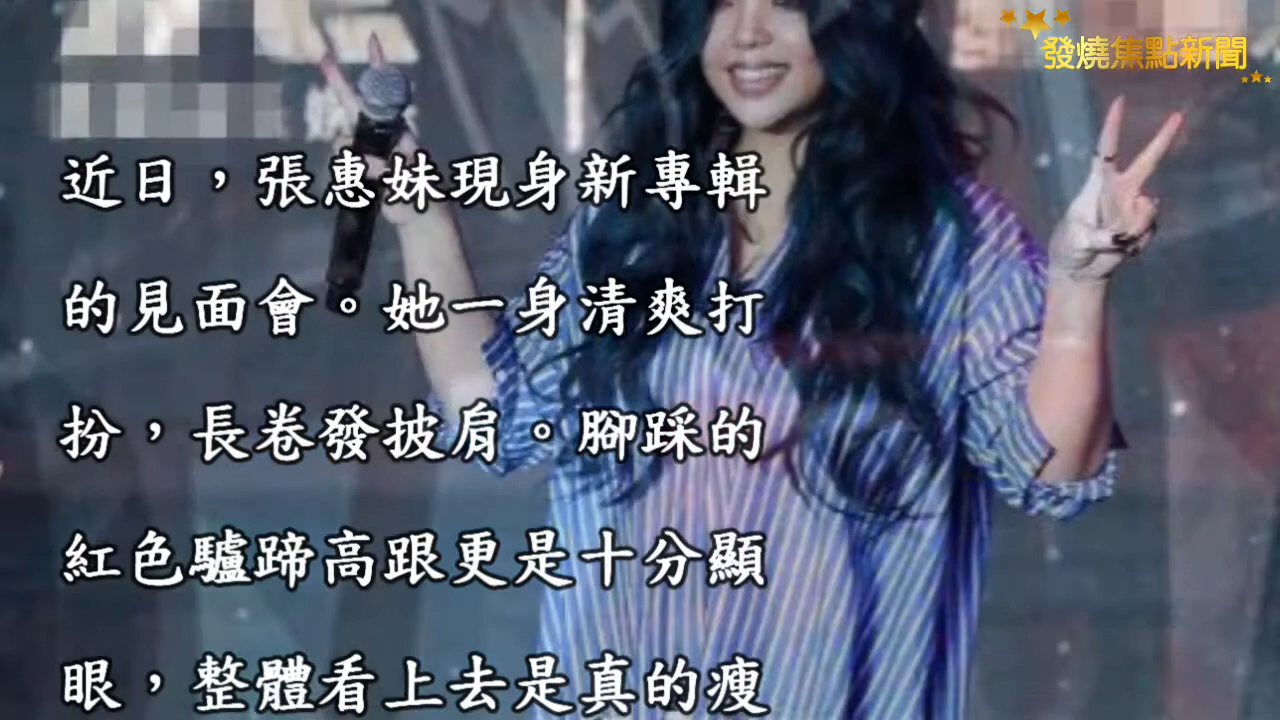 發燒焦點新聞
近日，張惠妹現身新專輯
的見面會。她一身清爽打
扮，長卷發披肩。腳踩的
紅色驢蹄高跟更是十分顯
眼，整體看上去是真的瘦